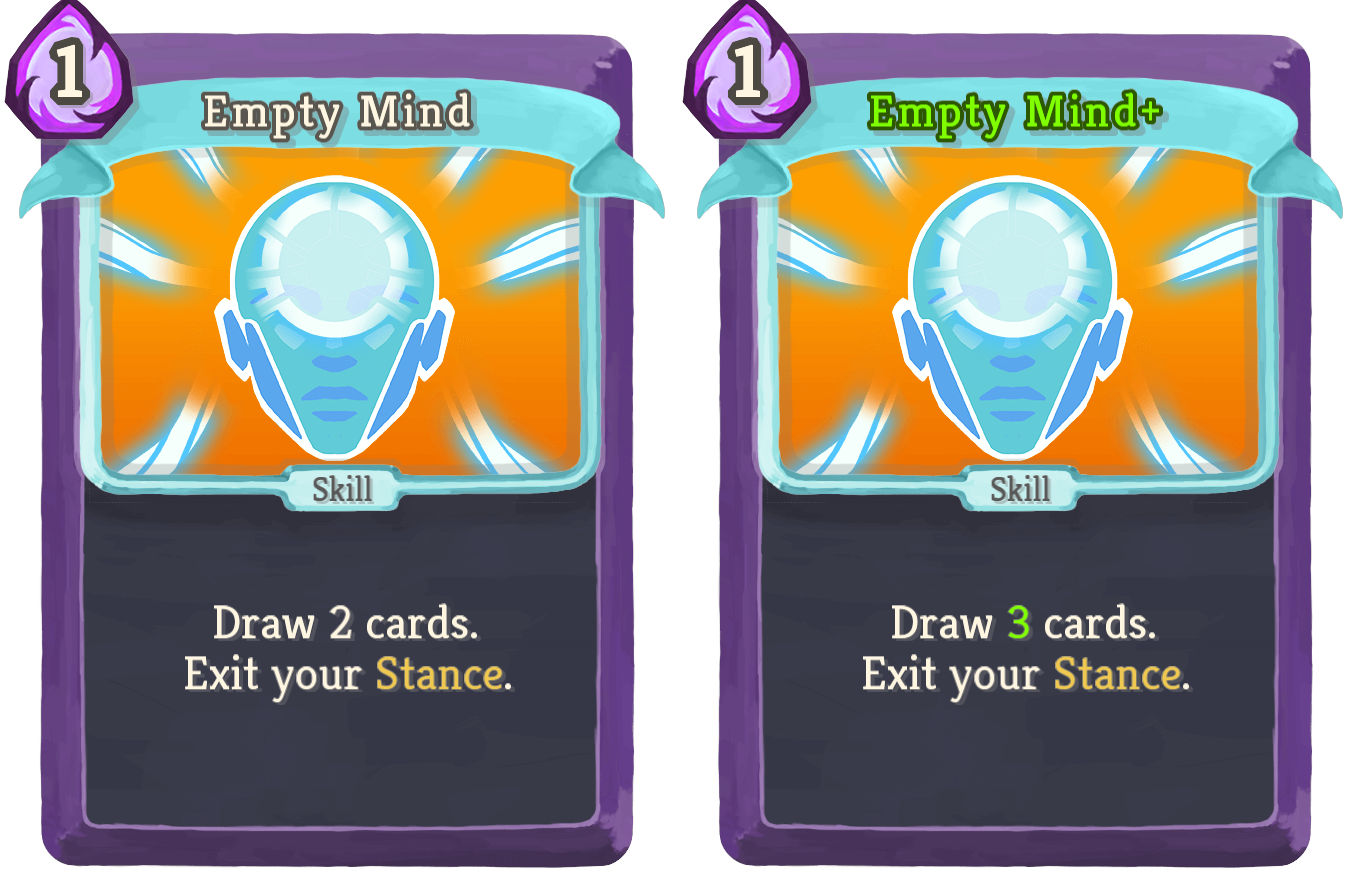 1
Empty Mind
Skill
Draw 2 cards.
Exit your Stance.
1
Empty Mind+
Skill
Draw 3 cards.
Exit your Stance.